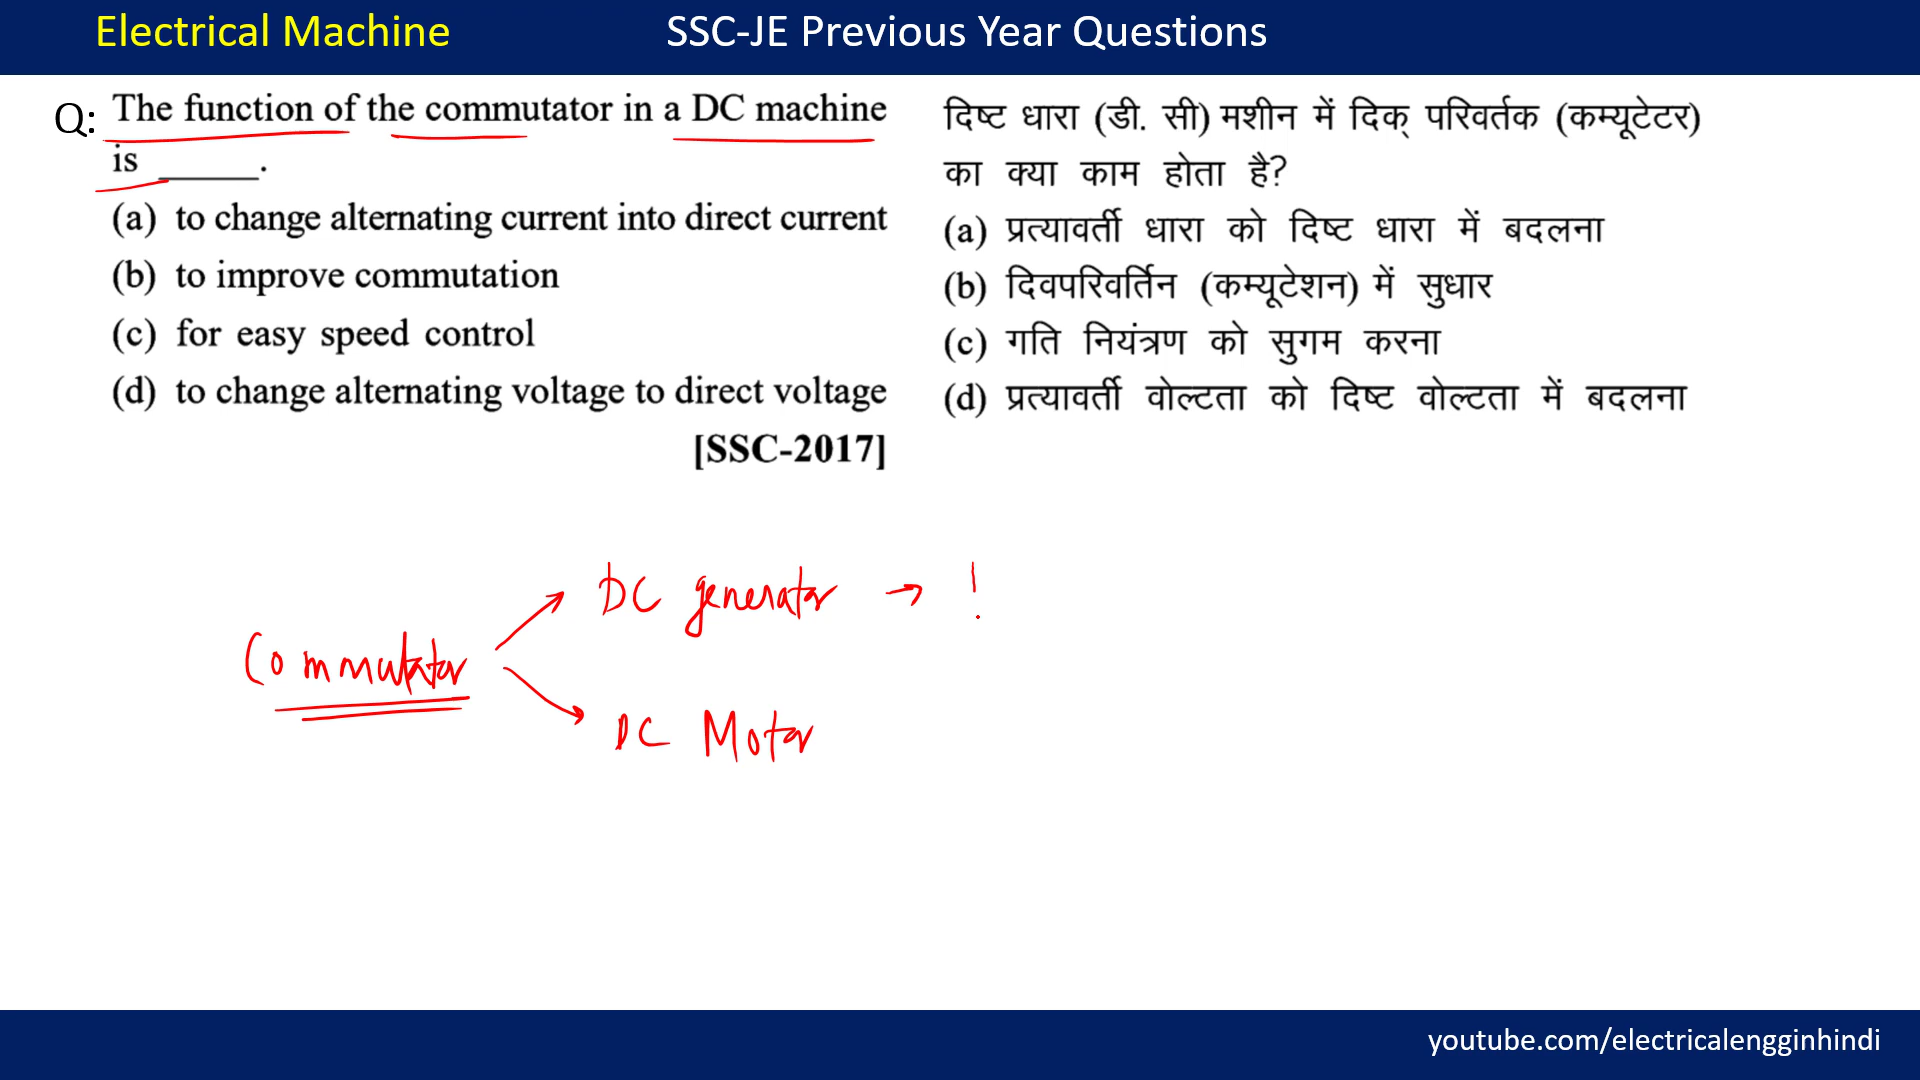 Electrical Machine
SSC-JE Previous Year Questions
Q: The function of the commutator in a DC machine
is ______.
(a) to change alternating current into direct current
(b) to improve commutation
(c) for easy speed control
(d) to change alternating voltage to direct voltage
[SSC-2017]
दिष्ट धारा (डी. सी) मशीन में दिक् परिवर्तक (कम्यूटेटर)
का क्या काम होता है?
(a) प्रत्यावर्ती धारा को दिष्ट धारा में बदलना
(b) दिवपरिवर्तिन (कम्यूटेशन) में सुधार
(c) गति नियंत्रण को सुगम करना
(d) प्रत्यावर्ती वोल्टता को दिष्ट वोल्टता में बदलना
DC generator → !
Commutator
DC Motor
youtube.com/electricalengginhindi